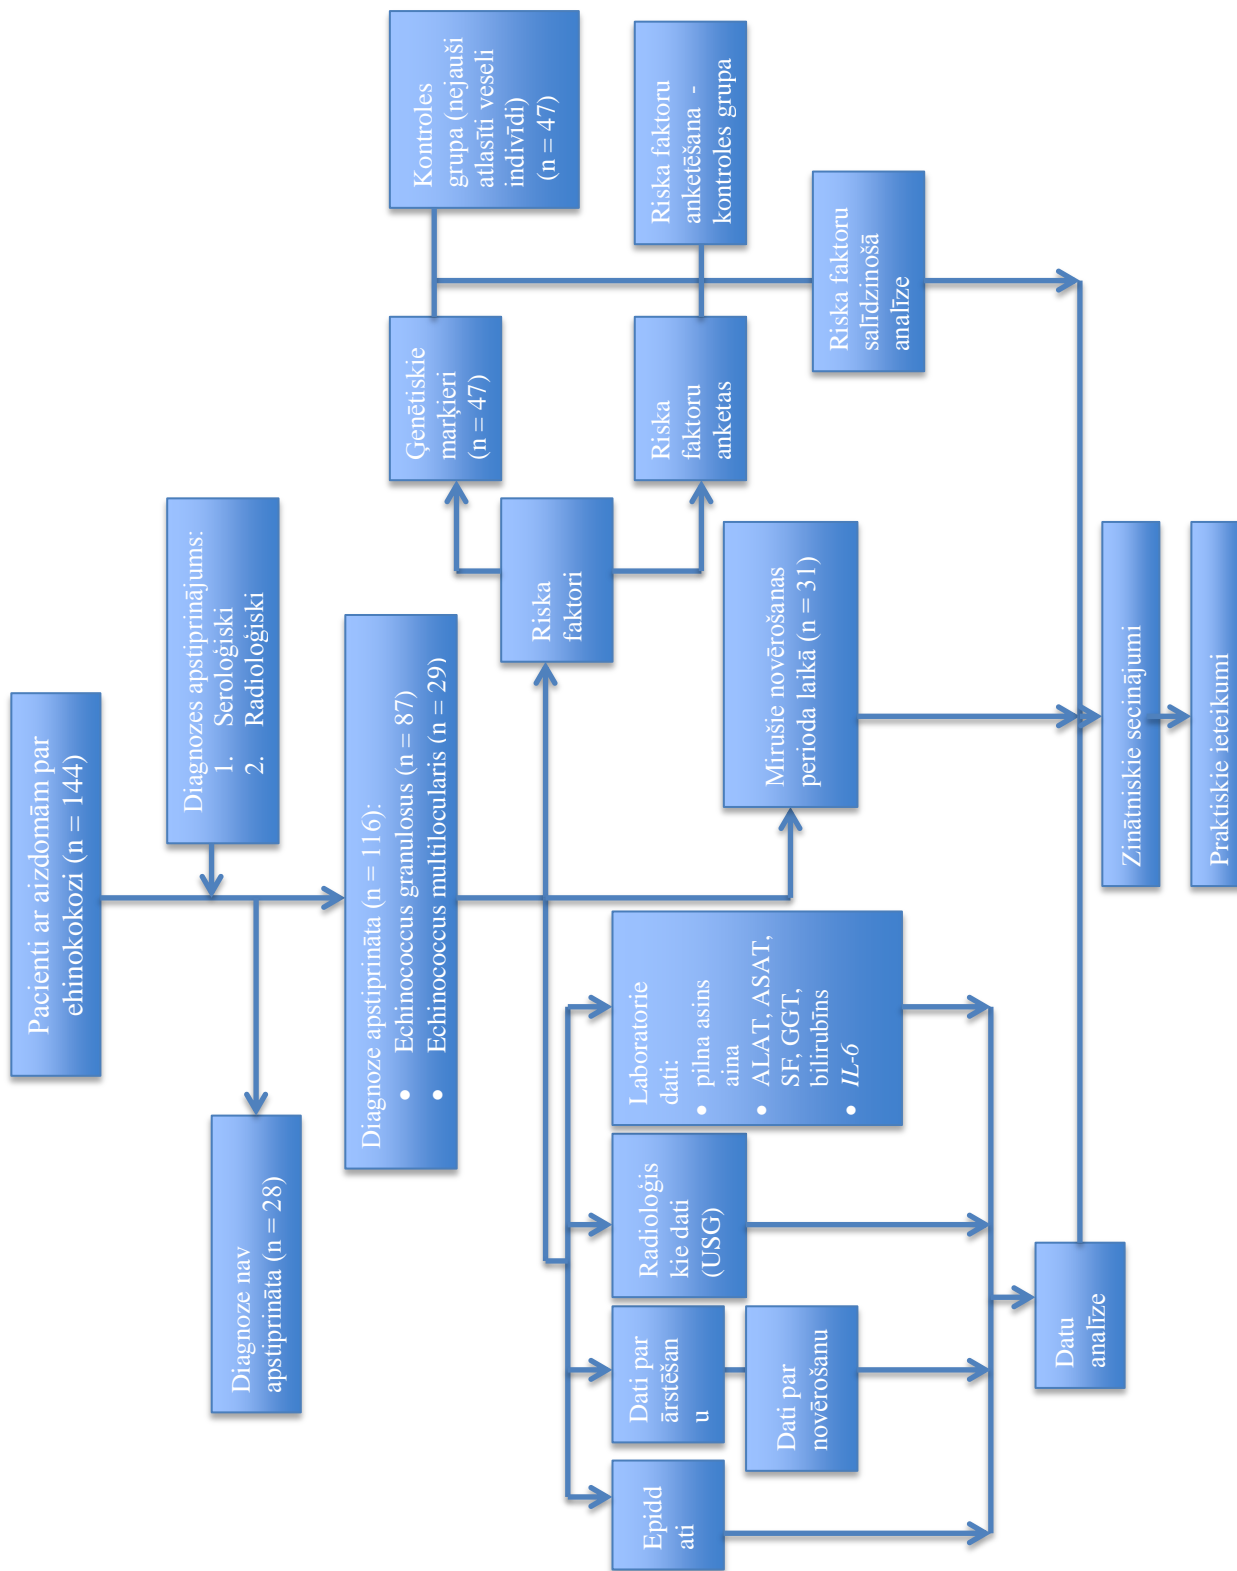 Pacienti ar aizdomām par
ehinokokozi (n = 144)
Diagnozes apstiprinājums:
1. Seroloģiski
2. Radioloģiski
Diagnoze nav
apstiprināta (n = 28)
Diagnoze apstiprināta (n = 116):
• Echinococcus granulosus (n = 87)
• Echinococcus multilocularis (n = 29)
Riska
faktori
Ģenētiskie
marķieri
(n = 47)
Kontroles
grupa (nejauši
atlasīti veseli
indivīdi)
(n = 47)
Riska
faktoru
anketas
Riska faktoru
anketēšana -
kontroles grupa
Riska faktoru
salīdzinošā
analīze
Epidd
ati
Dati par
ārstēšan
u
Dati par
novērošanu
Radioloģis
kie dati
(USG)
Laboratorie
dati:
• pilna asins
aina
• ALAT, ASAT,
SF, GGT,
bilirubīns
• IL-6
Mirušie novērošanas
perioda laikā (n = 31)
Datu
analīze
Zinātniskie secinājumi
Praktiskie ieteikumi